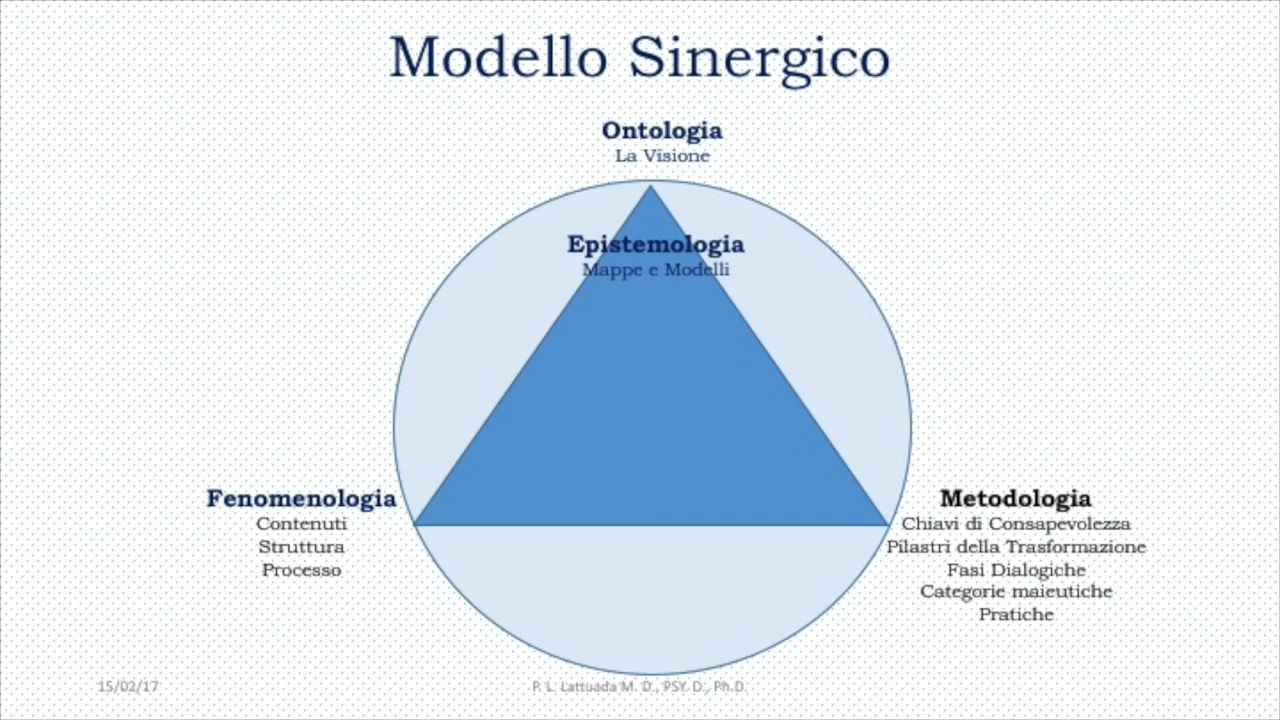 Modello Sinergico
Ontologia
La Visione
Epistemologia
Mappe e Modelli
Fenomenologia
Contenuti
Struttura
Processo
Metodologia
Chiavi di Consapevolezza
Pilastri della Trasformazione
Fasi Dialogiche
Categorie maieutiche
Pratiche
15/02/17
P. L. Lattuada M. D., PSY. D., Ph.D.